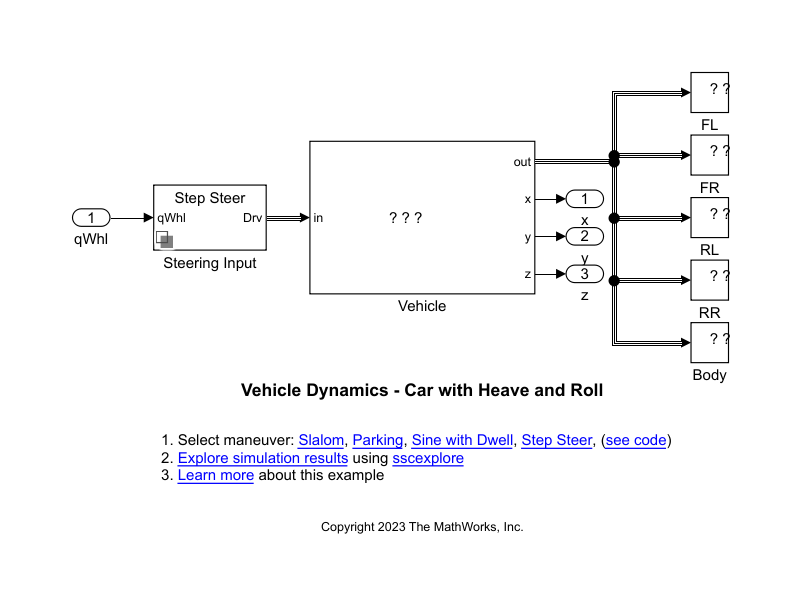 ? ?
FL
out
? ?
Step Steer
x
1
FR
1
qWhl
Drv
in
? ? ?
x
? ?
qWhl
y
2
RL
Steering Input
y
z
3
? ?
Vehicle
z
RR
? ?
Body
Vehicle Dynamics - Car with Heave and Roll
1. Select maneuver: Slalom, Parking, Sine with Dwell, Step Steer, (see code)
2. Explore simulation results using sscexplore
3. Learn more about this example
Copyright 2023 The MathWorks, Inc.